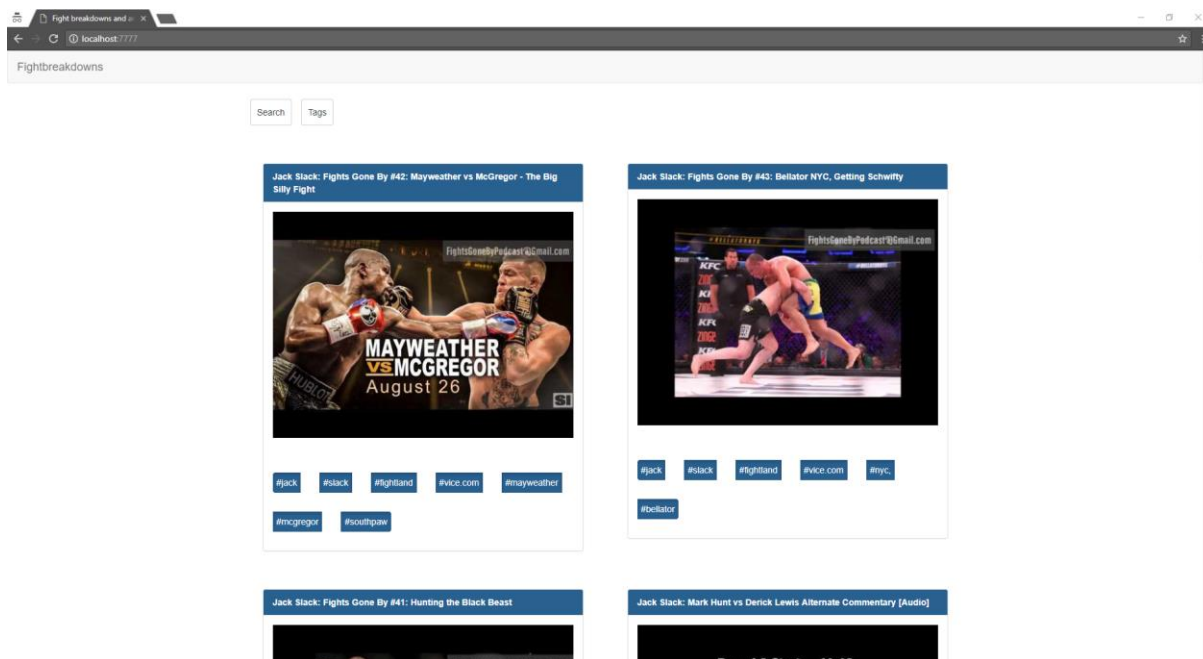 Fight breakdowns and
localhost:7777
Fightbreakdowns
Search Tags
Jack Slack: Fights Gone By #42: Mayweather vs McGregor - The Big
Silly Fight
FightsGoneByPodcast@Gmail.com
HUBLOT
MAYWEATHER
VS MCGREGOR
August 26
SI
#jack #slack #fightland #vice.com #mayweather
#mcgregor #southpaw
Jack Slack: Fights Gone By #43: Bellator NYC, Getting Schwifty
FightsGoneByPodcast@Gmail.com
KFC
#jack #slack #fightland #vice.com #nyc,
#bellator
Jack Slack: Fights Gone By #41: Hunting the Black Beast
Jack Slack: Mark Hunt vs Derick Lewis Alternate Commentary [Audio]